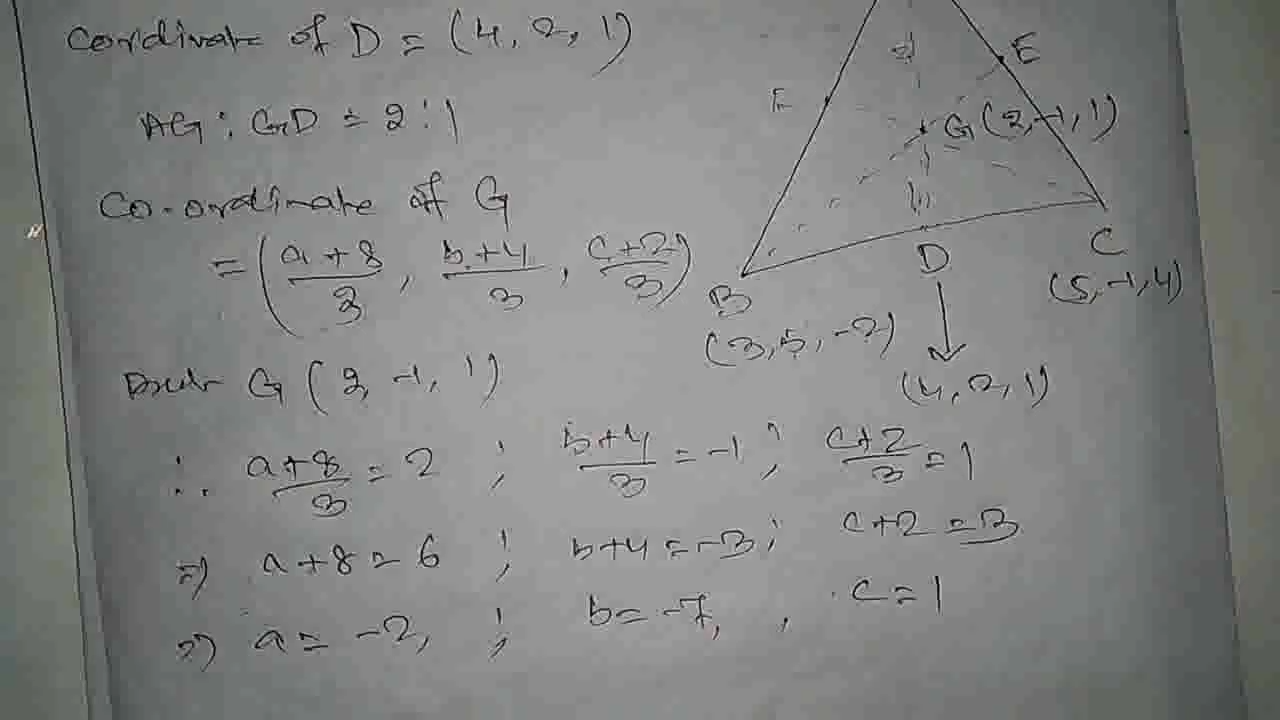 Cordinate of D = (4, 2, 1)
AG : GD = 2 : 1
Co-ordinate of G
= (a+8/3, b+4/3, c+2/3)
But G (2, -1, 1)
∴ a+8/3 = 2 ; b+4/3 = -1 ; c+2/3 = 1
⇒) a+8 = 6 ; b+4 = -3 ; c+2 = 3
⇒) a = -2, ; b = -7, , c = 1
E
F
G (2, -1, 1)
B
(3, 5, -2)
D
(4, 2, 1)
C
(5, -1, 4)